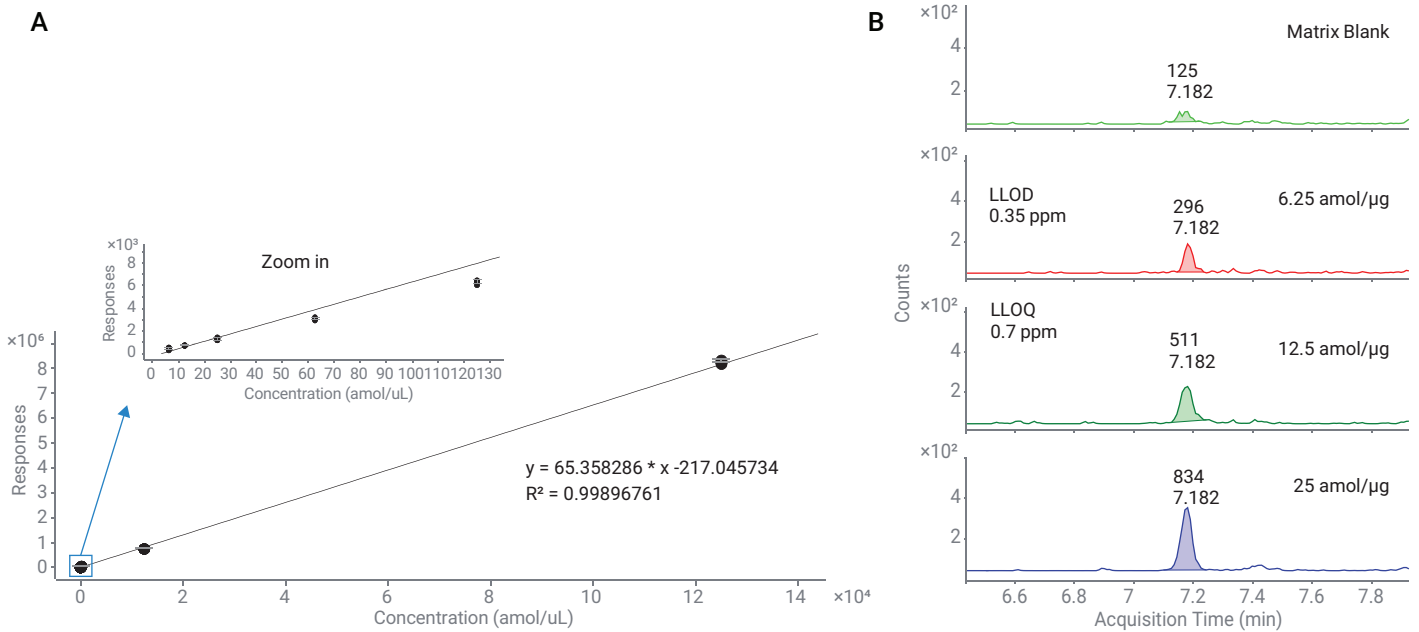 A
×10³
8
6
4
2
0
Responses
Zoom in
0 10 20 30 40 50 60 70 80 90 100110 120130
Concentration (amol/uL)
×10⁶
8
7
6
5
4
3
2
1
0
Responses
y = 65.358286 * x -217.045734
R² = 0.99896761
0 2 4 6 8 10 12 14 ×10⁴
Concentration (amol/uL)
B
×10²
4
2
Matrix Blank
125
7.182
×10²
4
2
LLOD
0.35 ppm
296
7.182
6.25 amol/µg
Counts
×10²
4
2
LLOQ
0.7 ppm
511
7.182
12.5 amol/µg
×10²
4
2
834
7.182
25 amol/µg
6.6 6.8 7 7.2 7.4 7.6 7.8
Acquisition Time (min)